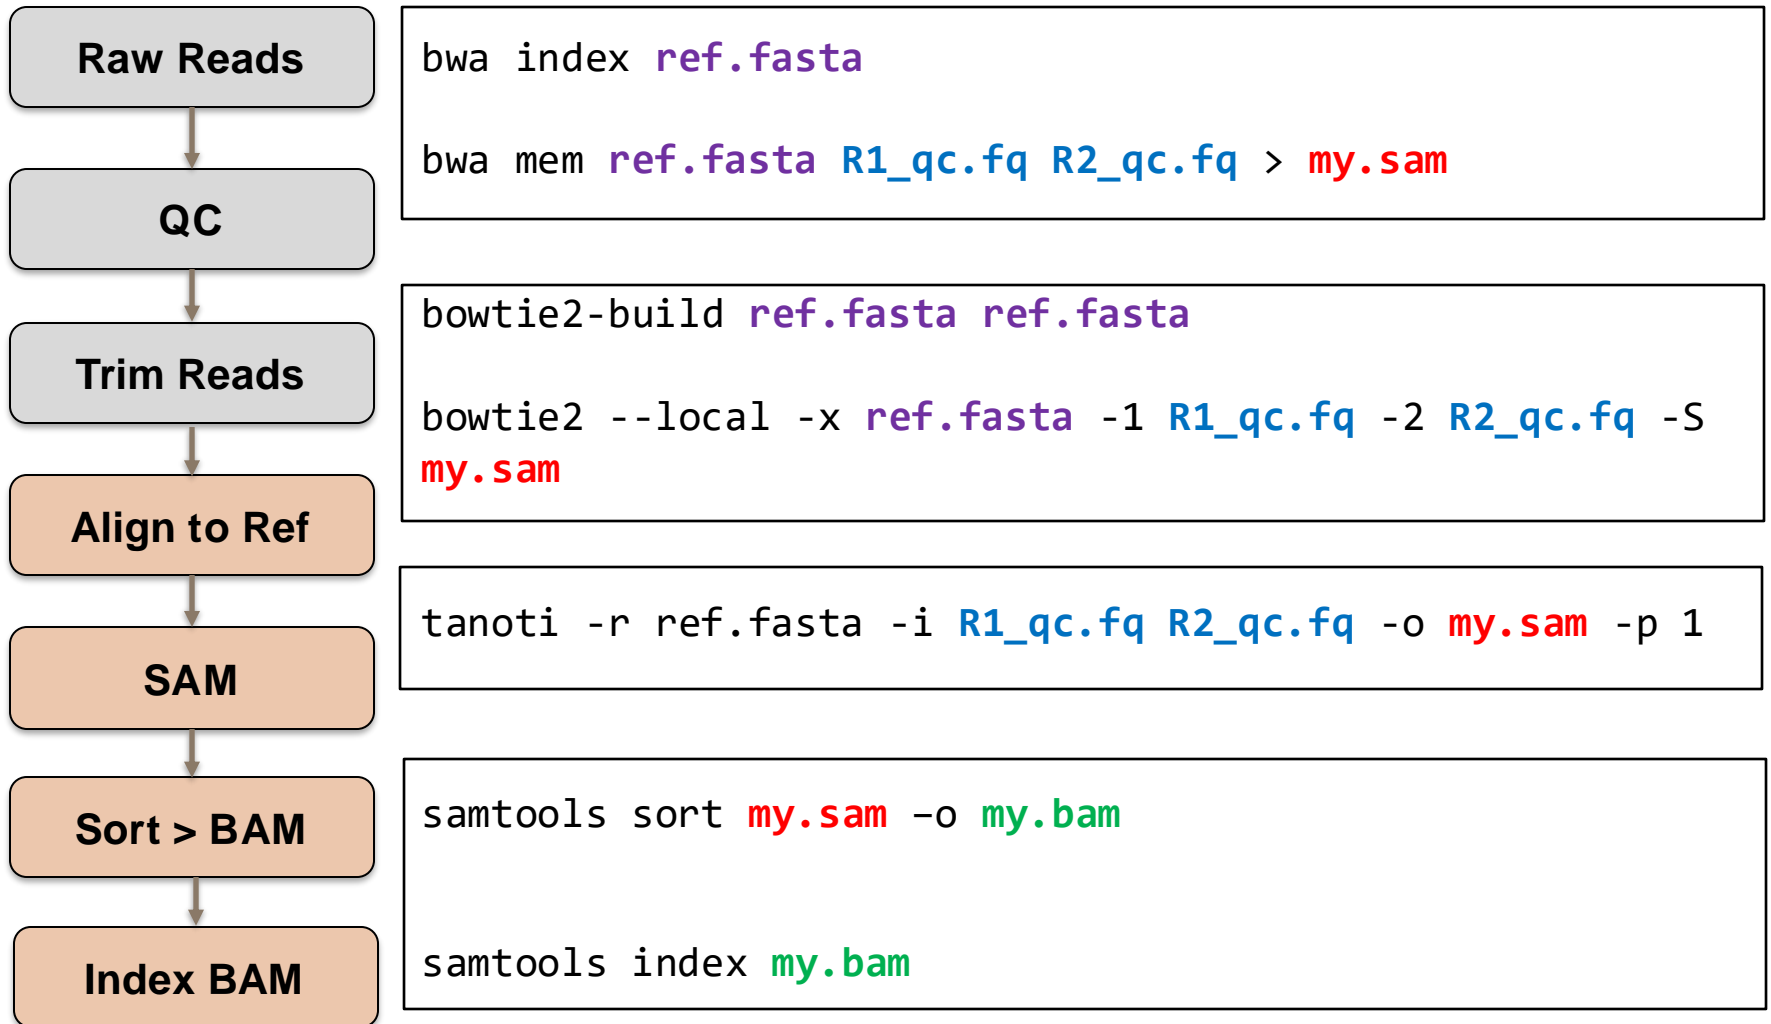 Raw Reads
QC
Trim Reads
Align to Ref
SAM
Sort > BAM
Index BAM
bwa index ref.fasta
bwa mem ref.fasta R1_qc.fq R2_qc.fq > my.sam
bowtie2-build ref.fasta ref.fasta
bowtie2 --local -x ref.fasta -1 R1_qc.fq -2 R2_qc.fq -S
my.sam
tanoti -r ref.fasta -i R1_qc.fq R2_qc.fq -o my.sam -p 1
samtools sort my.sam –o my.bam
samtools index my.bam